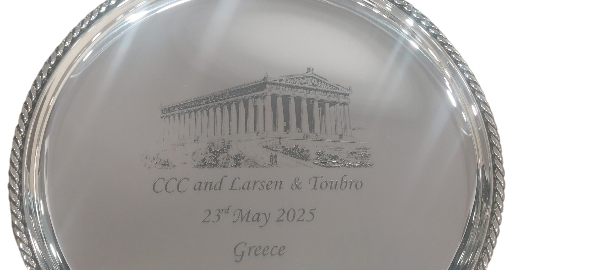 CCC and Larsen & Toubro
23rd May 2025
Greece